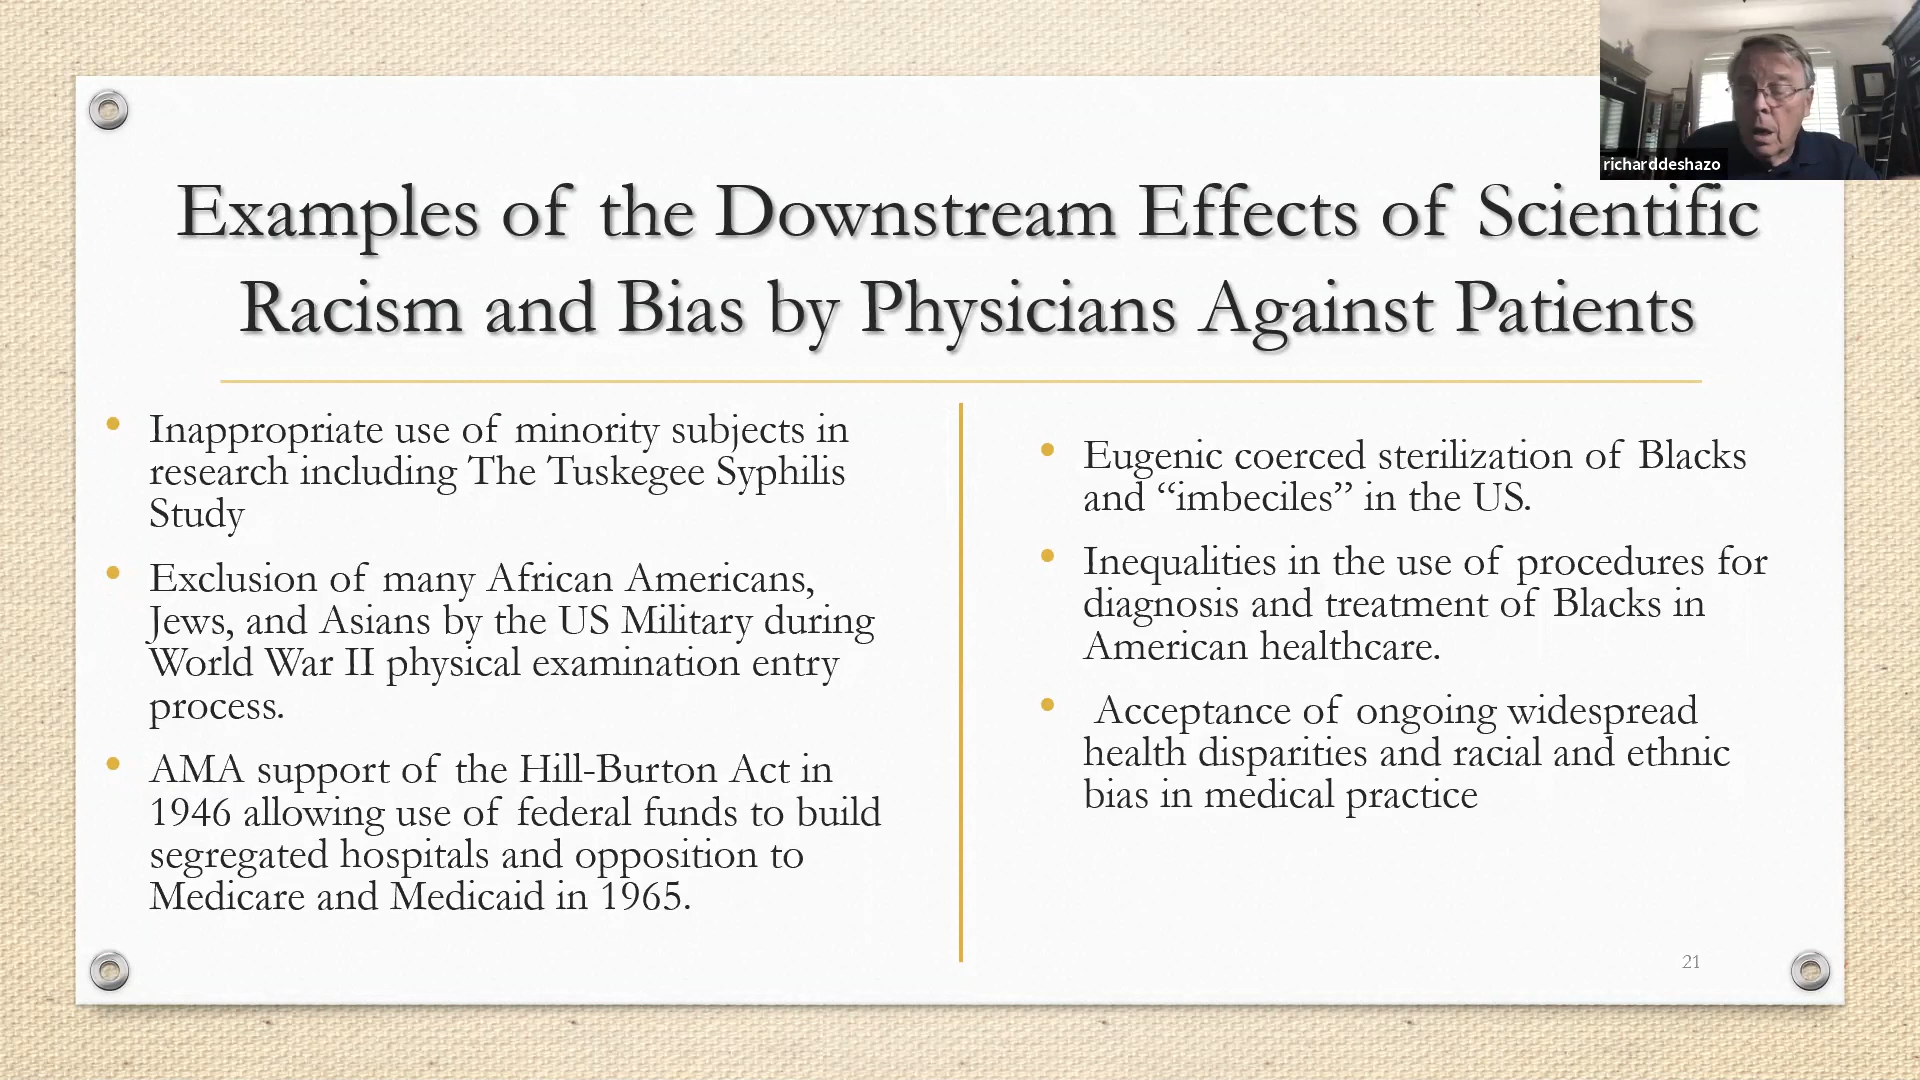 richarddeshazo
Examples of the Downstream Effects of Scientific
Racism and Bias by Physicians Against Patients
• Inappropriate use of minority subjects in
research including The Tuskegee Syphilis
Study
• Exclusion of many African Americans,
Jews, and Asians by the US Military during
World War II physical examination entry
process.
• AMA support of the Hill-Burton Act in
1946 allowing use of federal funds to build
segregated hospitals and opposition to
Medicare and Medicaid in 1965.
• Eugenic coerced sterilization of Blacks
and “imbeciles” in the US.
• Inequalities in the use of procedures for
diagnosis and treatment of Blacks in
American healthcare.
• Acceptance of ongoing widespread
health disparities and racial and ethnic
bias in medical practice
21